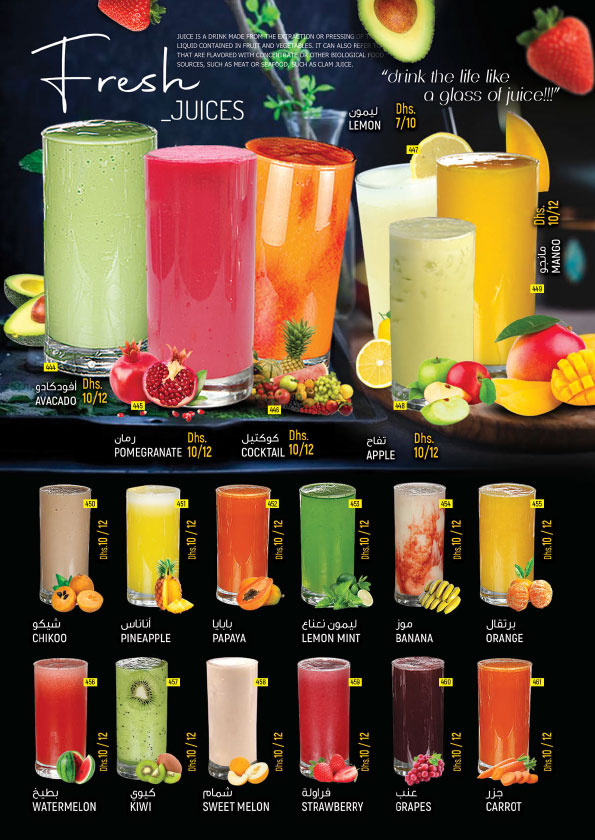 Fresh
_JUICES
JUICE IS A DRINK MADE FROM THE EXTRACTION OR PRESSING OF T
LIQUID CONTAINED IN FRUIT AND VEGETABLES. IT CAN ALSO REFER TO
THAT ARE FLAVORED WITH CONCENTRATE OR OTHER BIOLOGICAL FOOD
SOURCES, SUCH AS MEAT OR SEAFOOD, SUCH AS CLAM JUICE.
“drink the life like
a glass of juice!!!”
ليمون
LEMON
Dhs.
7/10
447
Dhs.
10/12
مانجو
MANGO
449
444
أفودكادو
AVACADO
Dhs.
10/12
445
رمان
POMEGRANATE
Dhs.
10/12
446
كوكتيل
COCKTAIL
Dhs.
10/12
448
تفاح
APPLE
Dhs.
10/12
450
Dhs.10 / 12
شيكو
CHIKOO
451
Dhs.10 / 12
أناناس
PINEAPPLE
452
Dhs.10 / 12
بابايا
PAPAYA
453
Dhs.10 / 12
ليمون نعناع
LEMON MINT
454
Dhs.10 / 12
موز
BANANA
455
Dhs.10 / 12
برتقال
ORANGE
456
Dhs.10 / 12
بطيخ
WATERMELON
457
Dhs.10 / 12
كيوي
KIWI
458
Dhs.10 / 12
شمام
SWEET MELON
459
Dhs.10 / 12
فراولة
STRAWBERRY
460
Dhs.10 / 12
عنب
GRAPES
461
Dhs.10 / 12
جزر
CARROT